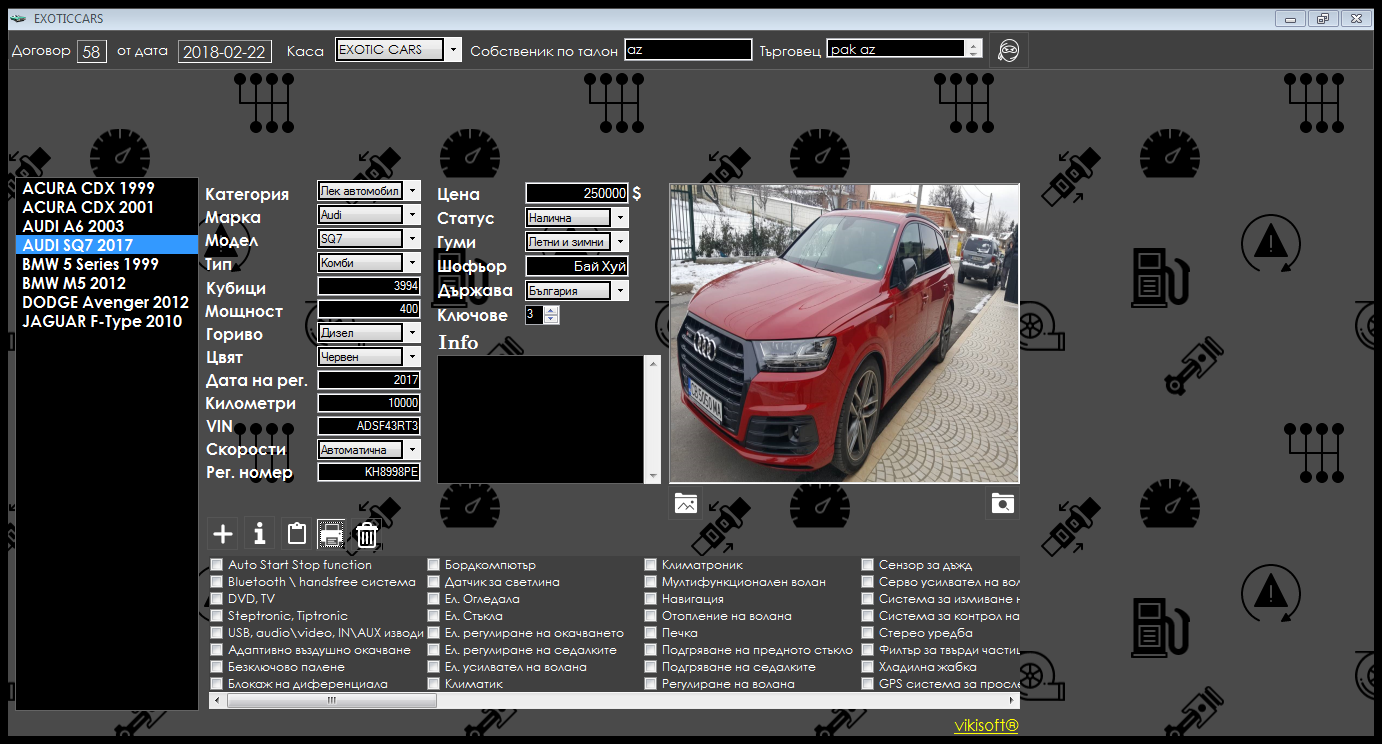 EXOTICCARS
Договор 58 от дата 2018-02-22 Каса EXOTIC CARS Собственик по талон az Търговец pak az
ACURA CDX 1999
ACURA CDX 2001
AUDI A6 2003
AUDI SQ7 2017
BMW 5 Series 1999
BMW M5 2012
DODGE Avenger 2012
JAGUAR F-Type 2010
Категория Лек автомобил
Марка Audi
Модел SQ7
Тип Комби
Кубици 3994
Мощност 400
Гориво Дизел
Цвят Червен
Дата на рег. 2017
Километри 10000
VIN ADSF43RT3
Скорости Автоматична
Рег. номер KH8998PE
Цена 250000 $
Статус Налична
Гуми Летни и зимни
Шофьор Бай Хуй
Държава България
Ключове 3
Info
CB 5050 MA
Auto Start Stop function
Bluetooth \ handsfree система
DVD, TV
Steptronic, Tiptronic
USB, audio\video, IN\AUX изводи
Адаптивно въздушно окачване
Безключово палене
Блокаж на диференциала
Бордкомпютър
Датчик за светлина
Ел. Огледала
Ел. Стъкла
Ел. регулиране на окачването
Ел. регулиране на седалките
Ел. усилвател на волана
Климатик
Климатроник
Мултифункционален волан
Навигация
Отопление на волана
Печка
Подгряване на предното стъкло
Подгряване на седалките
Регулиране на волана
Сензор за дъжд
Серво усилвател на вол
Система за измиване н
Система за контрол на
Стерео уредба
Филтър за твърди частиц
Хладилна жабка
GPS система за просле
vikisoft®